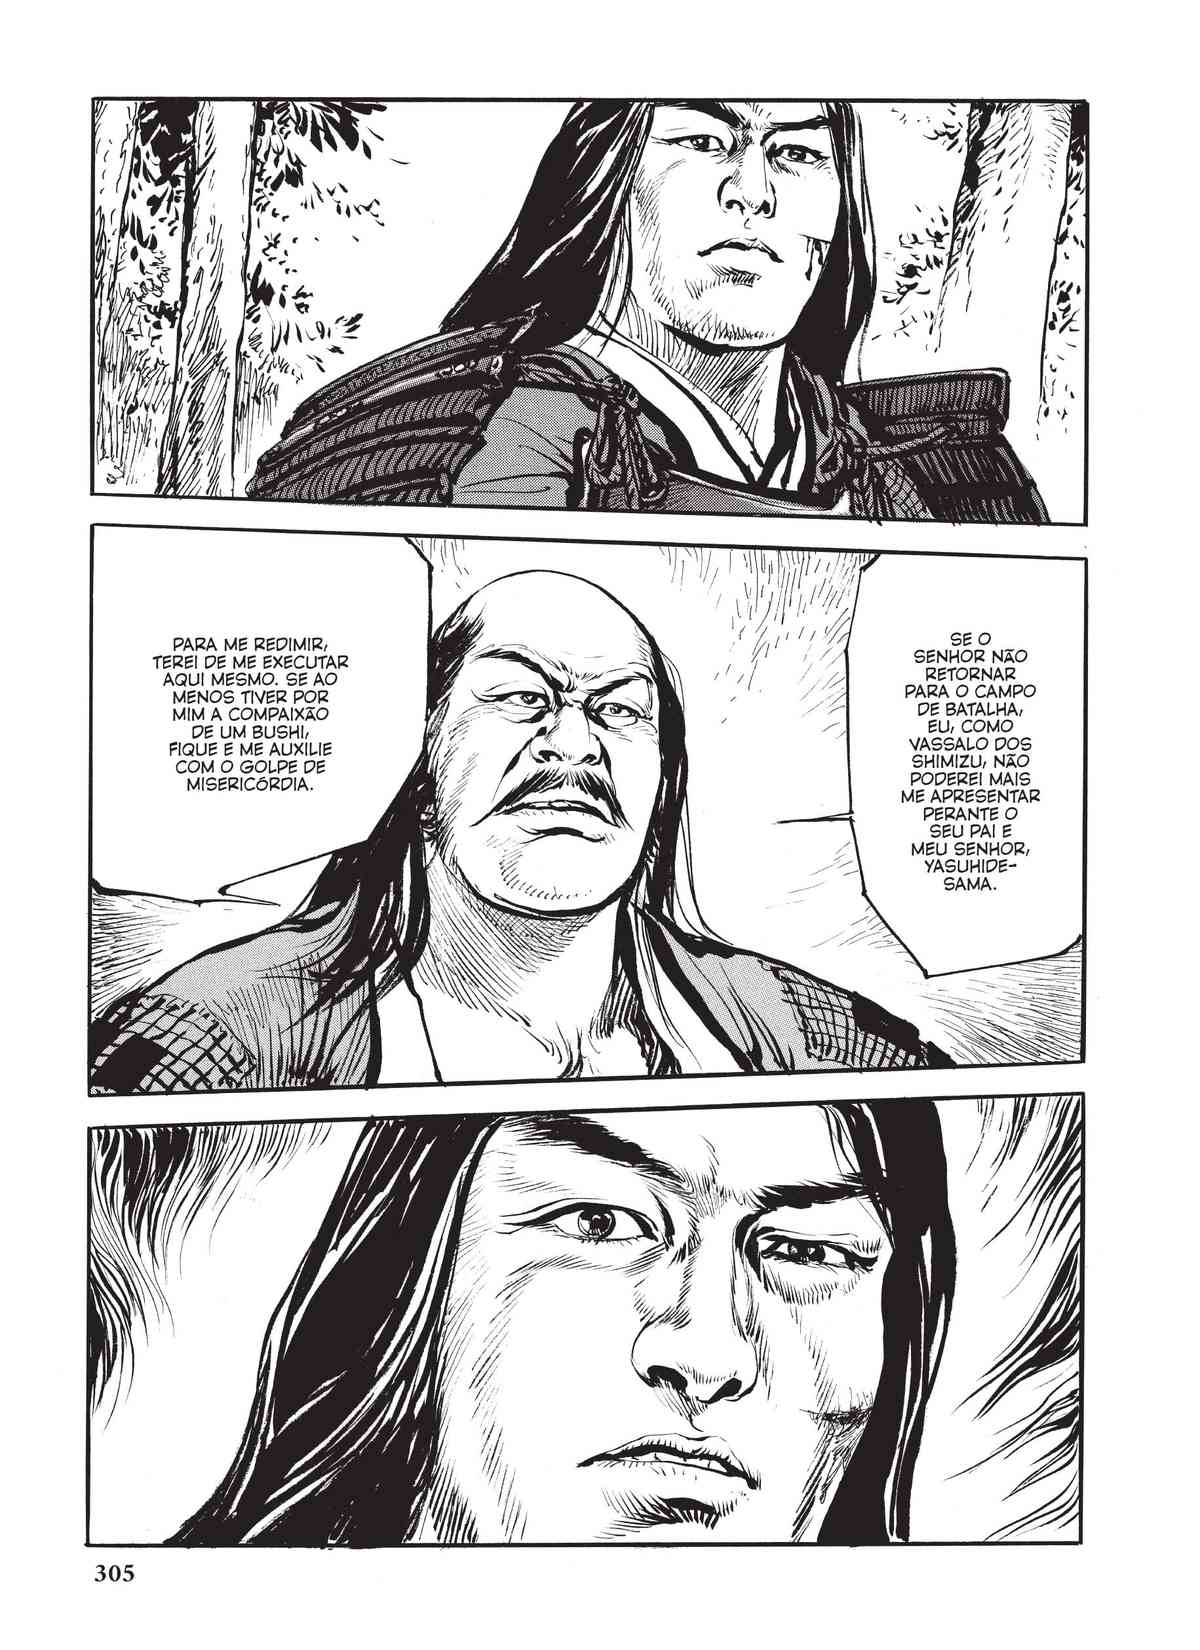 SE O
SENHOR NÃO
RETORNAR
PARA O CAMPO
DE BATALHA,
EU, COMO
VASSALO DOS
SHIMIZU, NÃO
PODEREI MAIS
ME APRESENTAR
PERANTE O
SEU PAI E
MEU SENHOR,
YASUHIDE-
SAMA.
PARA ME REDIMIR,
TEREI DE ME EXECUTAR
AQUI MESMO. SE AO
MENOS TIVER POR
MIM A COMPAIXÃO
DE UM BUSHI,
FIQUE E ME AUXILIE
COM O GOLPE DE
MISERICÓRDIA.
305